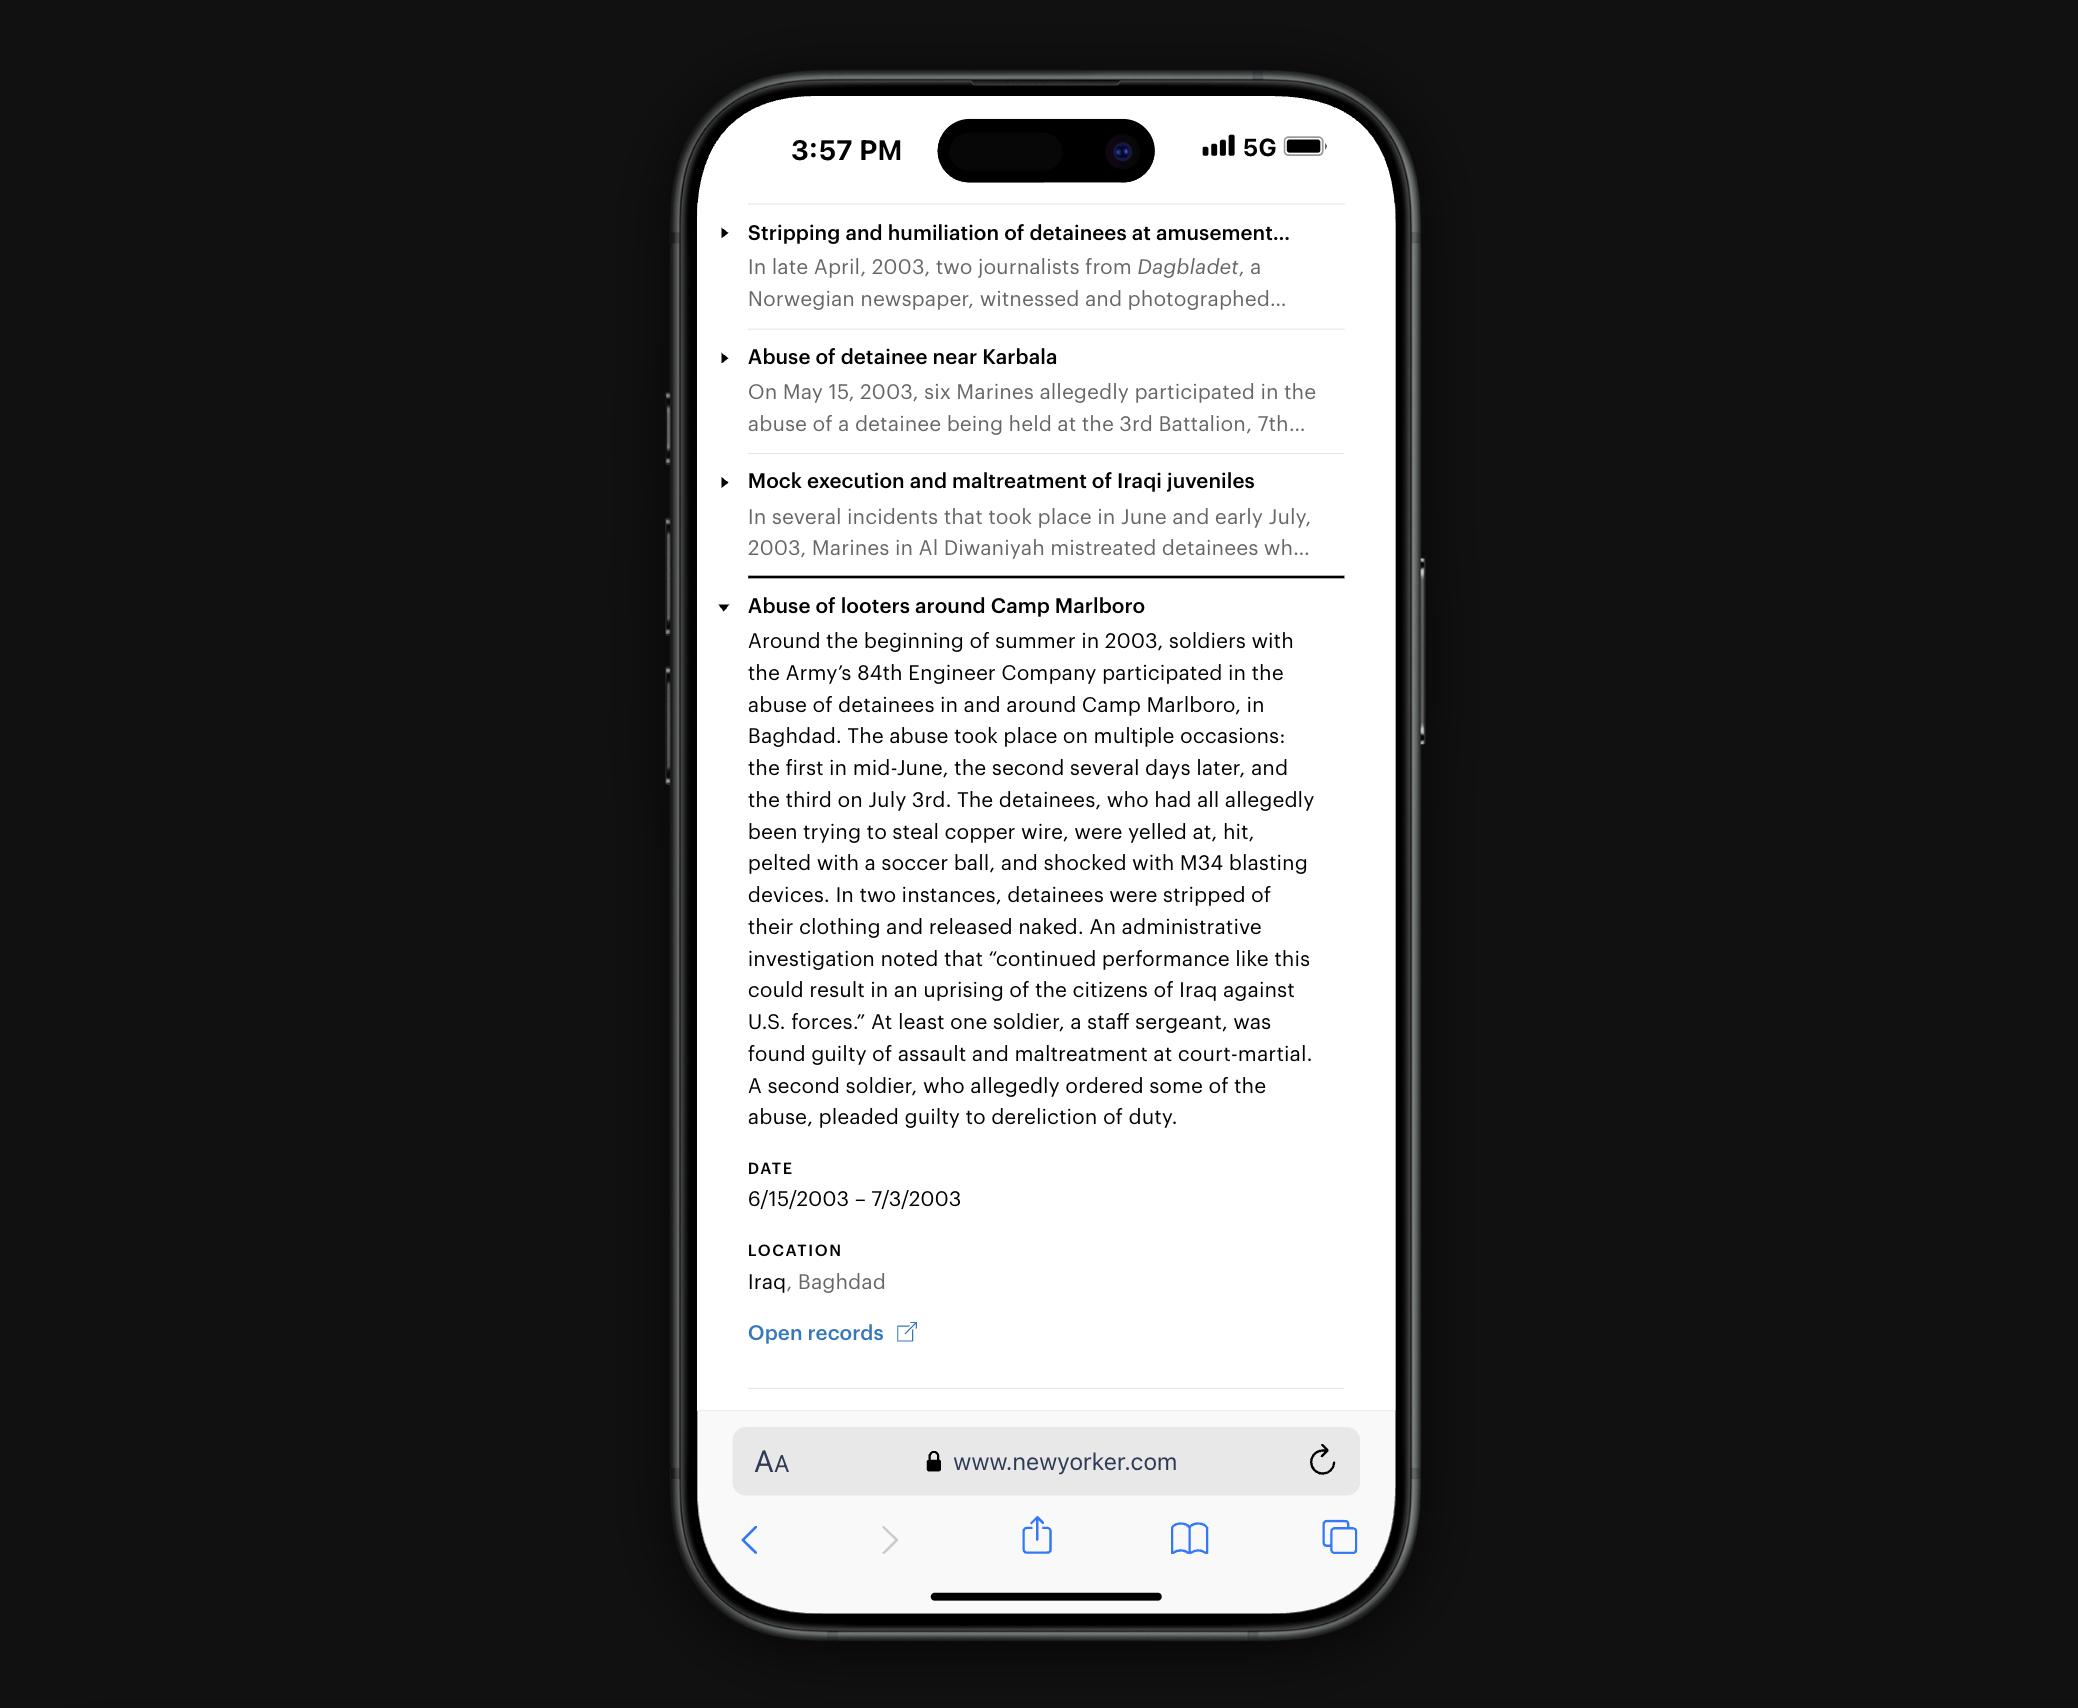 3:57 PM
5G
Stripping and humiliation of detainees at amusement...
In late April, 2003, two journalists from Dagbladet, a
Norwegian newspaper, witnessed and photographed...
Abuse of detainee near Karbala
On May 15, 2003, six Marines allegedly participated in the
abuse of a detainee being held at the 3rd Battalion, 7th...
Mock execution and maltreatment of Iraqi juveniles
In several incidents that took place in June and early July,
2003, Marines in Al Diwaniyah mistreated detainees wh...
Abuse of looters around Camp Marlboro
Around the beginning of summer in 2003, soldiers with
the Army’s 84th Engineer Company participated in the
abuse of detainees in and around Camp Marlboro, in
Baghdad. The abuse took place on multiple occasions:
the first in mid-June, the second several days later, and
the third on July 3rd. The detainees, who had all allegedly
been trying to steal copper wire, were yelled at, hit,
pelted with a soccer ball, and shocked with M34 blasting
devices. In two instances, detainees were stripped of
their clothing and released naked. An administrative
investigation noted that “continued performance like this
could result in an uprising of the citizens of Iraq against
U.S. forces.” At least one soldier, a staff sergeant, was
found guilty of assault and maltreatment at court-martial.
A second soldier, who allegedly ordered some of the
abuse, pleaded guilty to dereliction of duty.
DATE
6/15/2003 – 7/3/2003
LOCATION
Iraq, Baghdad
Open records
AA
www.newyorker.com